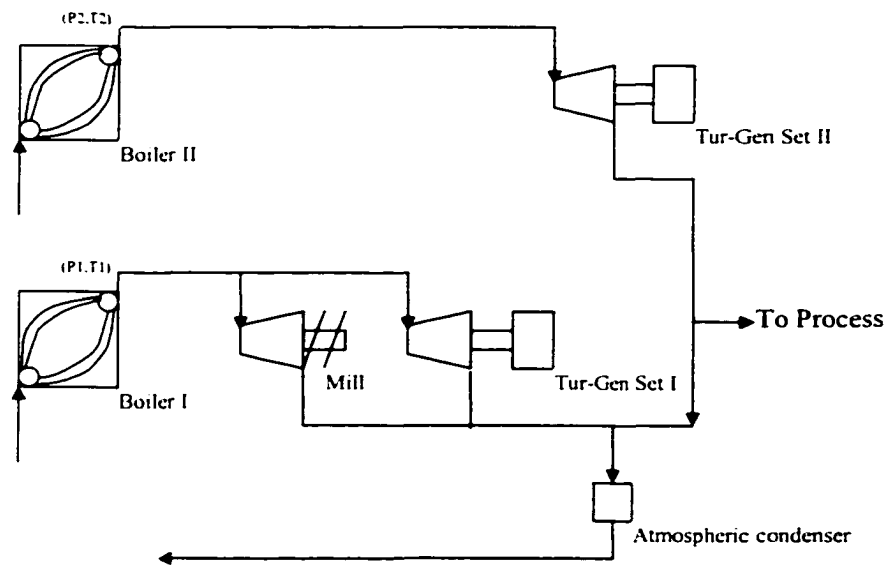 (P2,T2)
Boiler II
Tur-Gen Set II
(P1,T1)
To Process
Boiler I
Mill
Tur-Gen Set I
Atmospheric condenser